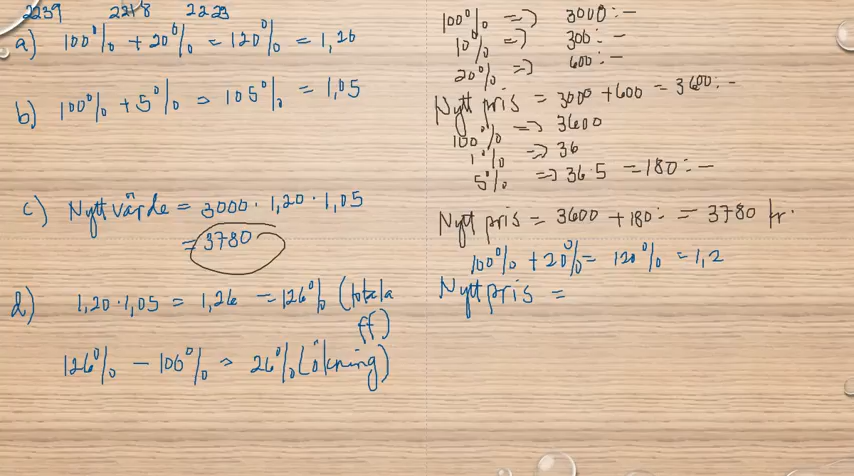 2239 2218 2223
a) 100% + 20% = 120% = 1,20
b) 100% + 5% => 105% = 1,05
c) Nytt värde = 3000 · 1,20 · 1,05
= 3780
d) 1,20 · 1,05 = 1,26 = 126% (totala
ff)
126% - 100% => 26% (ökning)
100% => 3000:-
10% => 300:-
20% => 600:-
Nytt pris = 3000 + 600 = 3600:-
100% => 3600
1% => 36
5% => 36·5 = 180:-
Nytt pris = 3600 + 180: = 3780 kr.
100% + 20% = 120% = 1,2
Nytt pris =